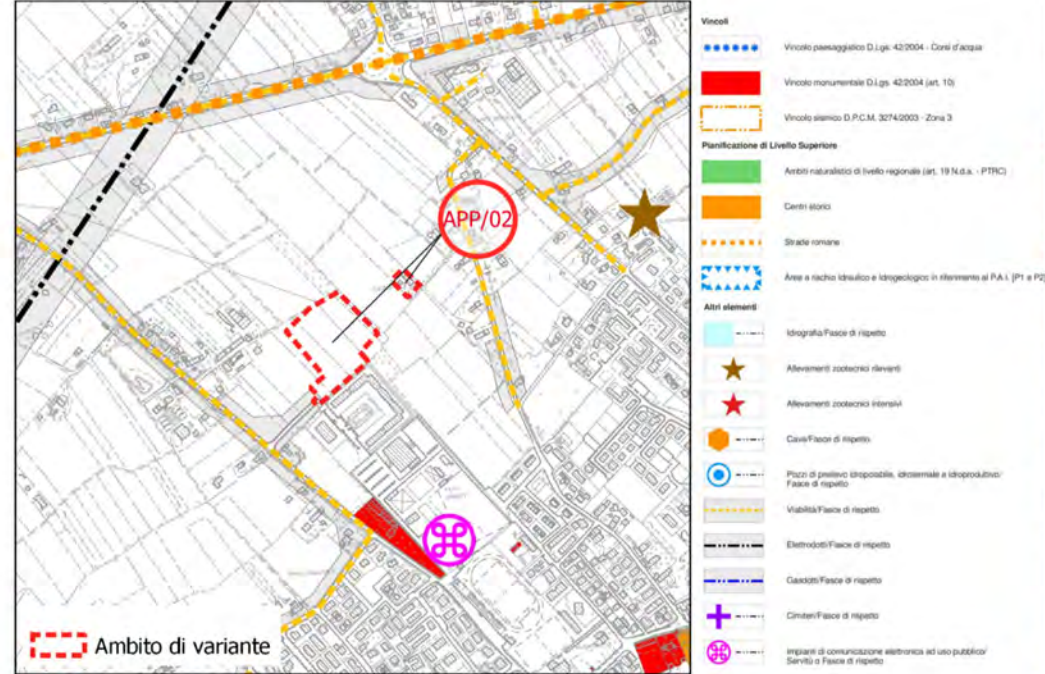 APP/02
Ambito di variante
Vincoli
Vincolo paesaggistico D.Lgs. 42/2004 - Corsi d'acqua
Vincolo monumentale D.Lgs. 42/2004 (art. 10)
Vincolo sismico D.P.C.M. 3274/2003 - Zona 3
Pianificazione di Livello Superiore
Ambiti naturalistici di livello regionale (art. 19 N.d.a. - PTRC)
Centri storici
Strade romane
Aree a rischio idraulico e idrogeologico in riferimento al P.A.I. [P1 e P2]
Altri elementi
Idrografia/Fasce di rispetto
Allevamenti zootecnici rilevanti
Allevamenti zootecnici intensivi
Cava/Fasce di rispetto
Pozzi di prelievo idropotabile, idrotermale e idroproduttivo/
Fasce di rispetto
Viabilità/Fasce di rispetto
Elettrodotti/Fasce di rispetto
Gasdotti/Fasce di rispetto
Cimiteri/Fasce di rispetto
Impianti di comunicazione elettronica ad uso pubblico/
Servitù o Fasce di rispetto